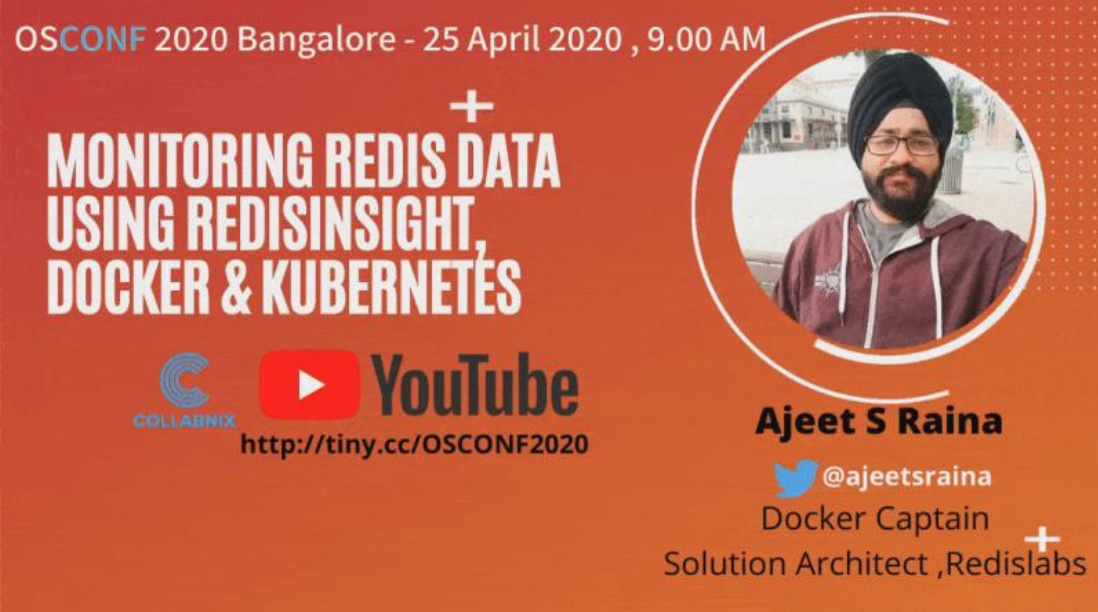 OSCONF 2020 Bangalore - 25 April 2020 , 9.00 AM
MONITORING REDIS DATA
USING REDISINSIGHT,
DOCKER & KUBERNETES
COLLABNIX
YouTube
http://tiny.cc/OSCONF2020
Ajeet S Raina
@ajeetsraina
Docker Captain
Solution Architect ,Redislabs